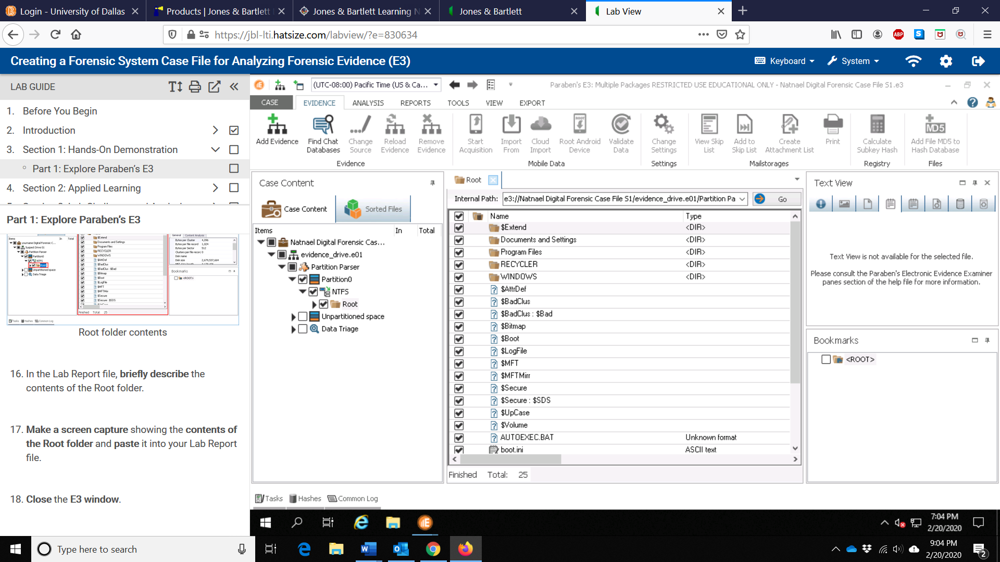 Login - University of Dallas
Products | Jones & Bartlett
Jones & Bartlett Learning N
Jones & Bartlett
Lab View
https://jbl-lti.hatsize.com/labview/?e=830634
ABP
S
Creating a Forensic System Case File for Analyzing Forensic Evidence (E3)
Keyboard
System
LAB GUIDE
1. Before You Begin
2. Introduction
3. Section 1: Hands-On Demonstration
Part 1: Explore Paraben's E3
4. Section 2: Applied Learning
Part 1: Explore Paraben's E3
Root folder contents
16. In the Lab Report file, briefly describe the
contents of the Root folder.
17. Make a screen capture showing the contents of
the Root folder and paste it into your Lab Report
file.
18. Close the E3 window.
(UTC-08:00) Pacific Time (US & Ca...
Paraben's E3: Multiple Packages RESTRICTED USE EDUCATIONAL ONLY - Natnael Digital Forensic Case File S1.e3
CASE EVIDENCE ANALYSIS REPORTS TOOLS VIEW EXPORT
Add Evidence
Find Chat Databases
Change Source
Reload Evidence
Remove Evidence
Evidence
Start Acquisition
Import From
Cloud Import
Root Android Device
Validate Data
Mobile Data
Change Settings
Settings
View Skip List
Add to Skip List
Create Attachment List
Print
Mailstorages
Calculate Subkey Hash
Registry
MD5
Add File MD5 to Hash Database
Files
Case Content
Case Content
Sorted Files
Items In Total
Natnael Digital Forensic Cas...
evidence_drive.e01
Partition Parser
Partition0
NTFS
Root
Unpartitioned space
Data Triage
Root
Internal Path: e3://Natnael Digital Forensic Case File S1/evidence_drive.e01/Partition Pa Go
Name Type
$Extend <DIR>
Documents and Settings <DIR>
Program Files <DIR>
RECYCLER <DIR>
WINDOWS <DIR>
$AttrDef
$BadClus
$BadClus : $Bad
$Bitmap
$Boot
$LogFile
$MFT
$MFTMirr
$Secure
$Secure : $SDS
$UpCase
$Volume
AUTOEXEC.BAT Unknown format
boot.ini ASCII text
Finished Total: 25
Text View
Text View is not available for the selected file.
Please consult the Paraben's Electronic Evidence Examiner
panes section of the help file for more information.
Bookmarks
<ROOT>
Tasks Hashes Common Log
7:04 PM
2/20/2020
Type here to search
9:04 PM
2/20/2020
2